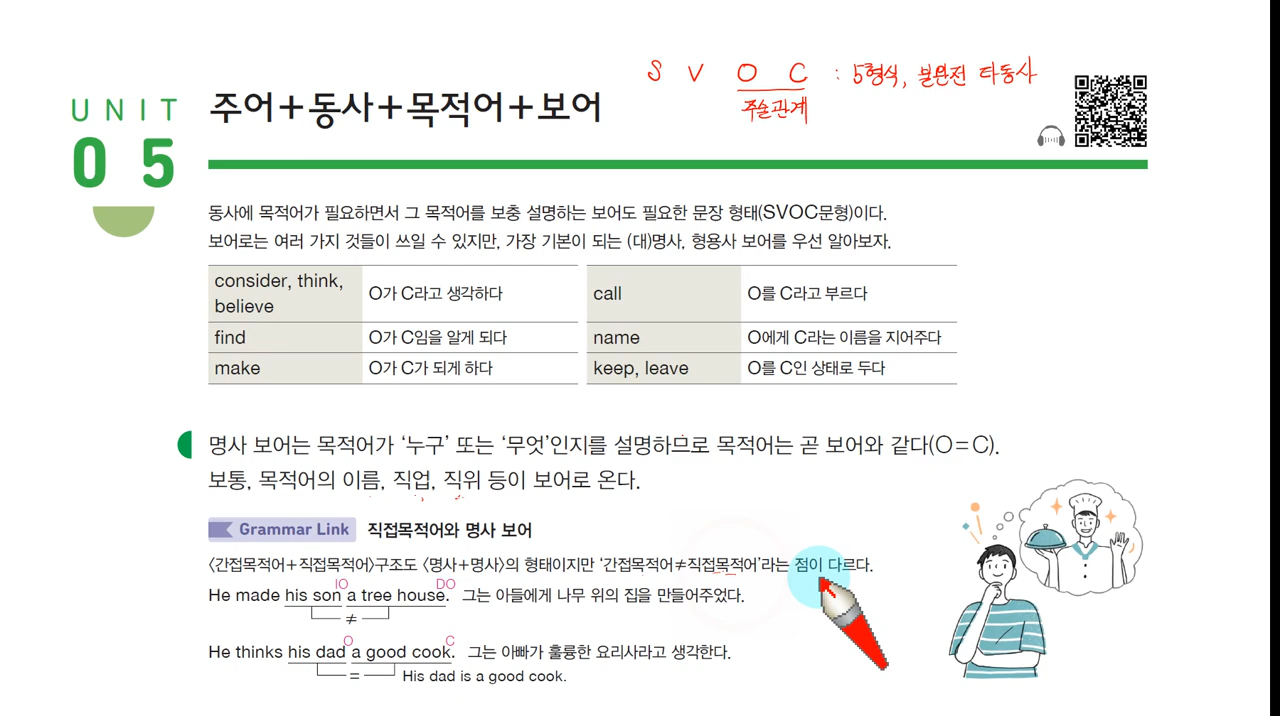 S V O C : 5형식, 불완전 타동사
주술관계
UNIT 05
주어+동사+목적어+보어
동사에 목적어가 필요하면서 그 목적어를 보충 설명하는 보어도 필요한 문장 형태(SVOC문형)이다.
보어로는 여러 가지 것들이 쓰일 수 있지만, 가장 기본이 되는 (대)명사, 형용사 보어를 우선 알아보자.
consider, think, believe
O가 C라고 생각하다
call
O를 C라고 부르다
find
O가 C임을 알게 되다
name
O에게 C라는 이름을 지어주다
make
O가 C가 되게 하다
keep, leave
O를 C인 상태로 두다
명사 보어는 목적어가 ‘누구’ 또는 ‘무엇’인지를 설명하므로 목적어는 곧 보어와 같다(O=C).
보통, 목적어의 이름, 직업, 직위 등이 보어로 온다.
Grammar Link 직접목적어와 명사 보어
〈간접목적어+직접목적어〉구조도 〈명사+명사〉의 형태이지만 ‘간접목적어≠직접목적어’라는 점이 다르다.
IO DO
He made his son a tree house. 그는 아들에게 나무 위의 집을 만들어주었다.
≠
O C
He thinks his dad a good cook. 그는 아빠가 훌륭한 요리사라고 생각한다.
= His dad is a good cook.